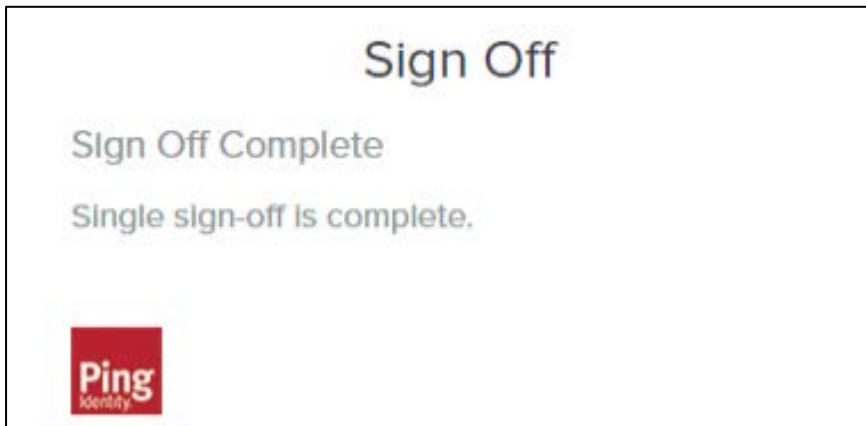 Sign Off
Sign Off Complete
Single sign-off is complete.
Ping
Identity.